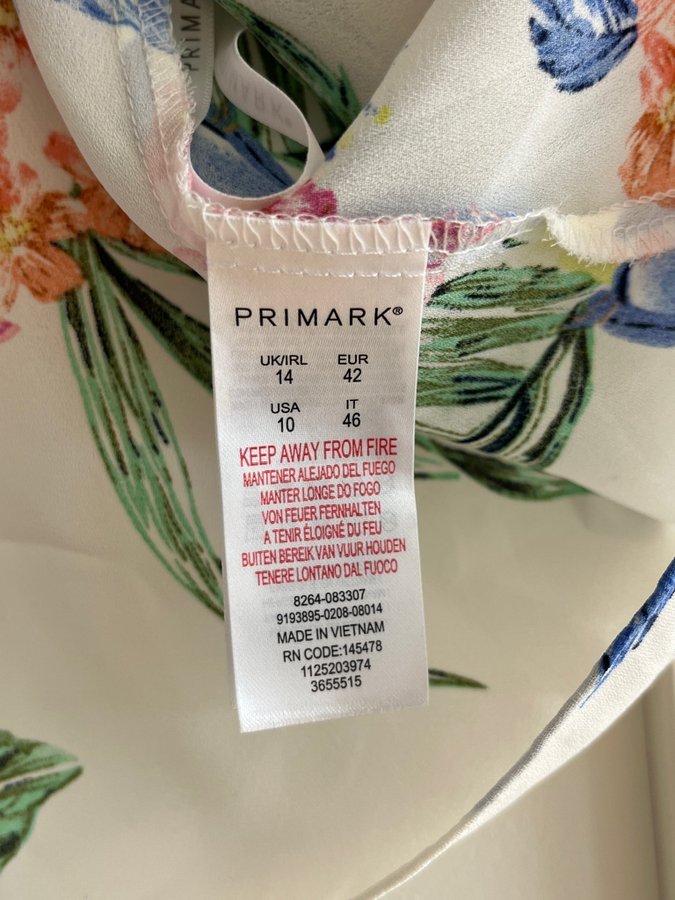 PRIMARK
PRIMARK®
UK/IRL EUR
14 42
USA IT
10 46
KEEP AWAY FROM FIRE
MANTENER ALEJADO DEL FUEGO
MANTER LONGE DO FOGO
VON FEUER FERNHALTEN
A TENIR ÉLOIGNÉ DU FEU
BUITEN BEREIK VAN VUUR HOUDEN
TENERE LONTANO DAL FUOCO
8264-083307
9193895-0208-08014
MADE IN VIETNAM
RN CODE:145478
1125203974
3655515